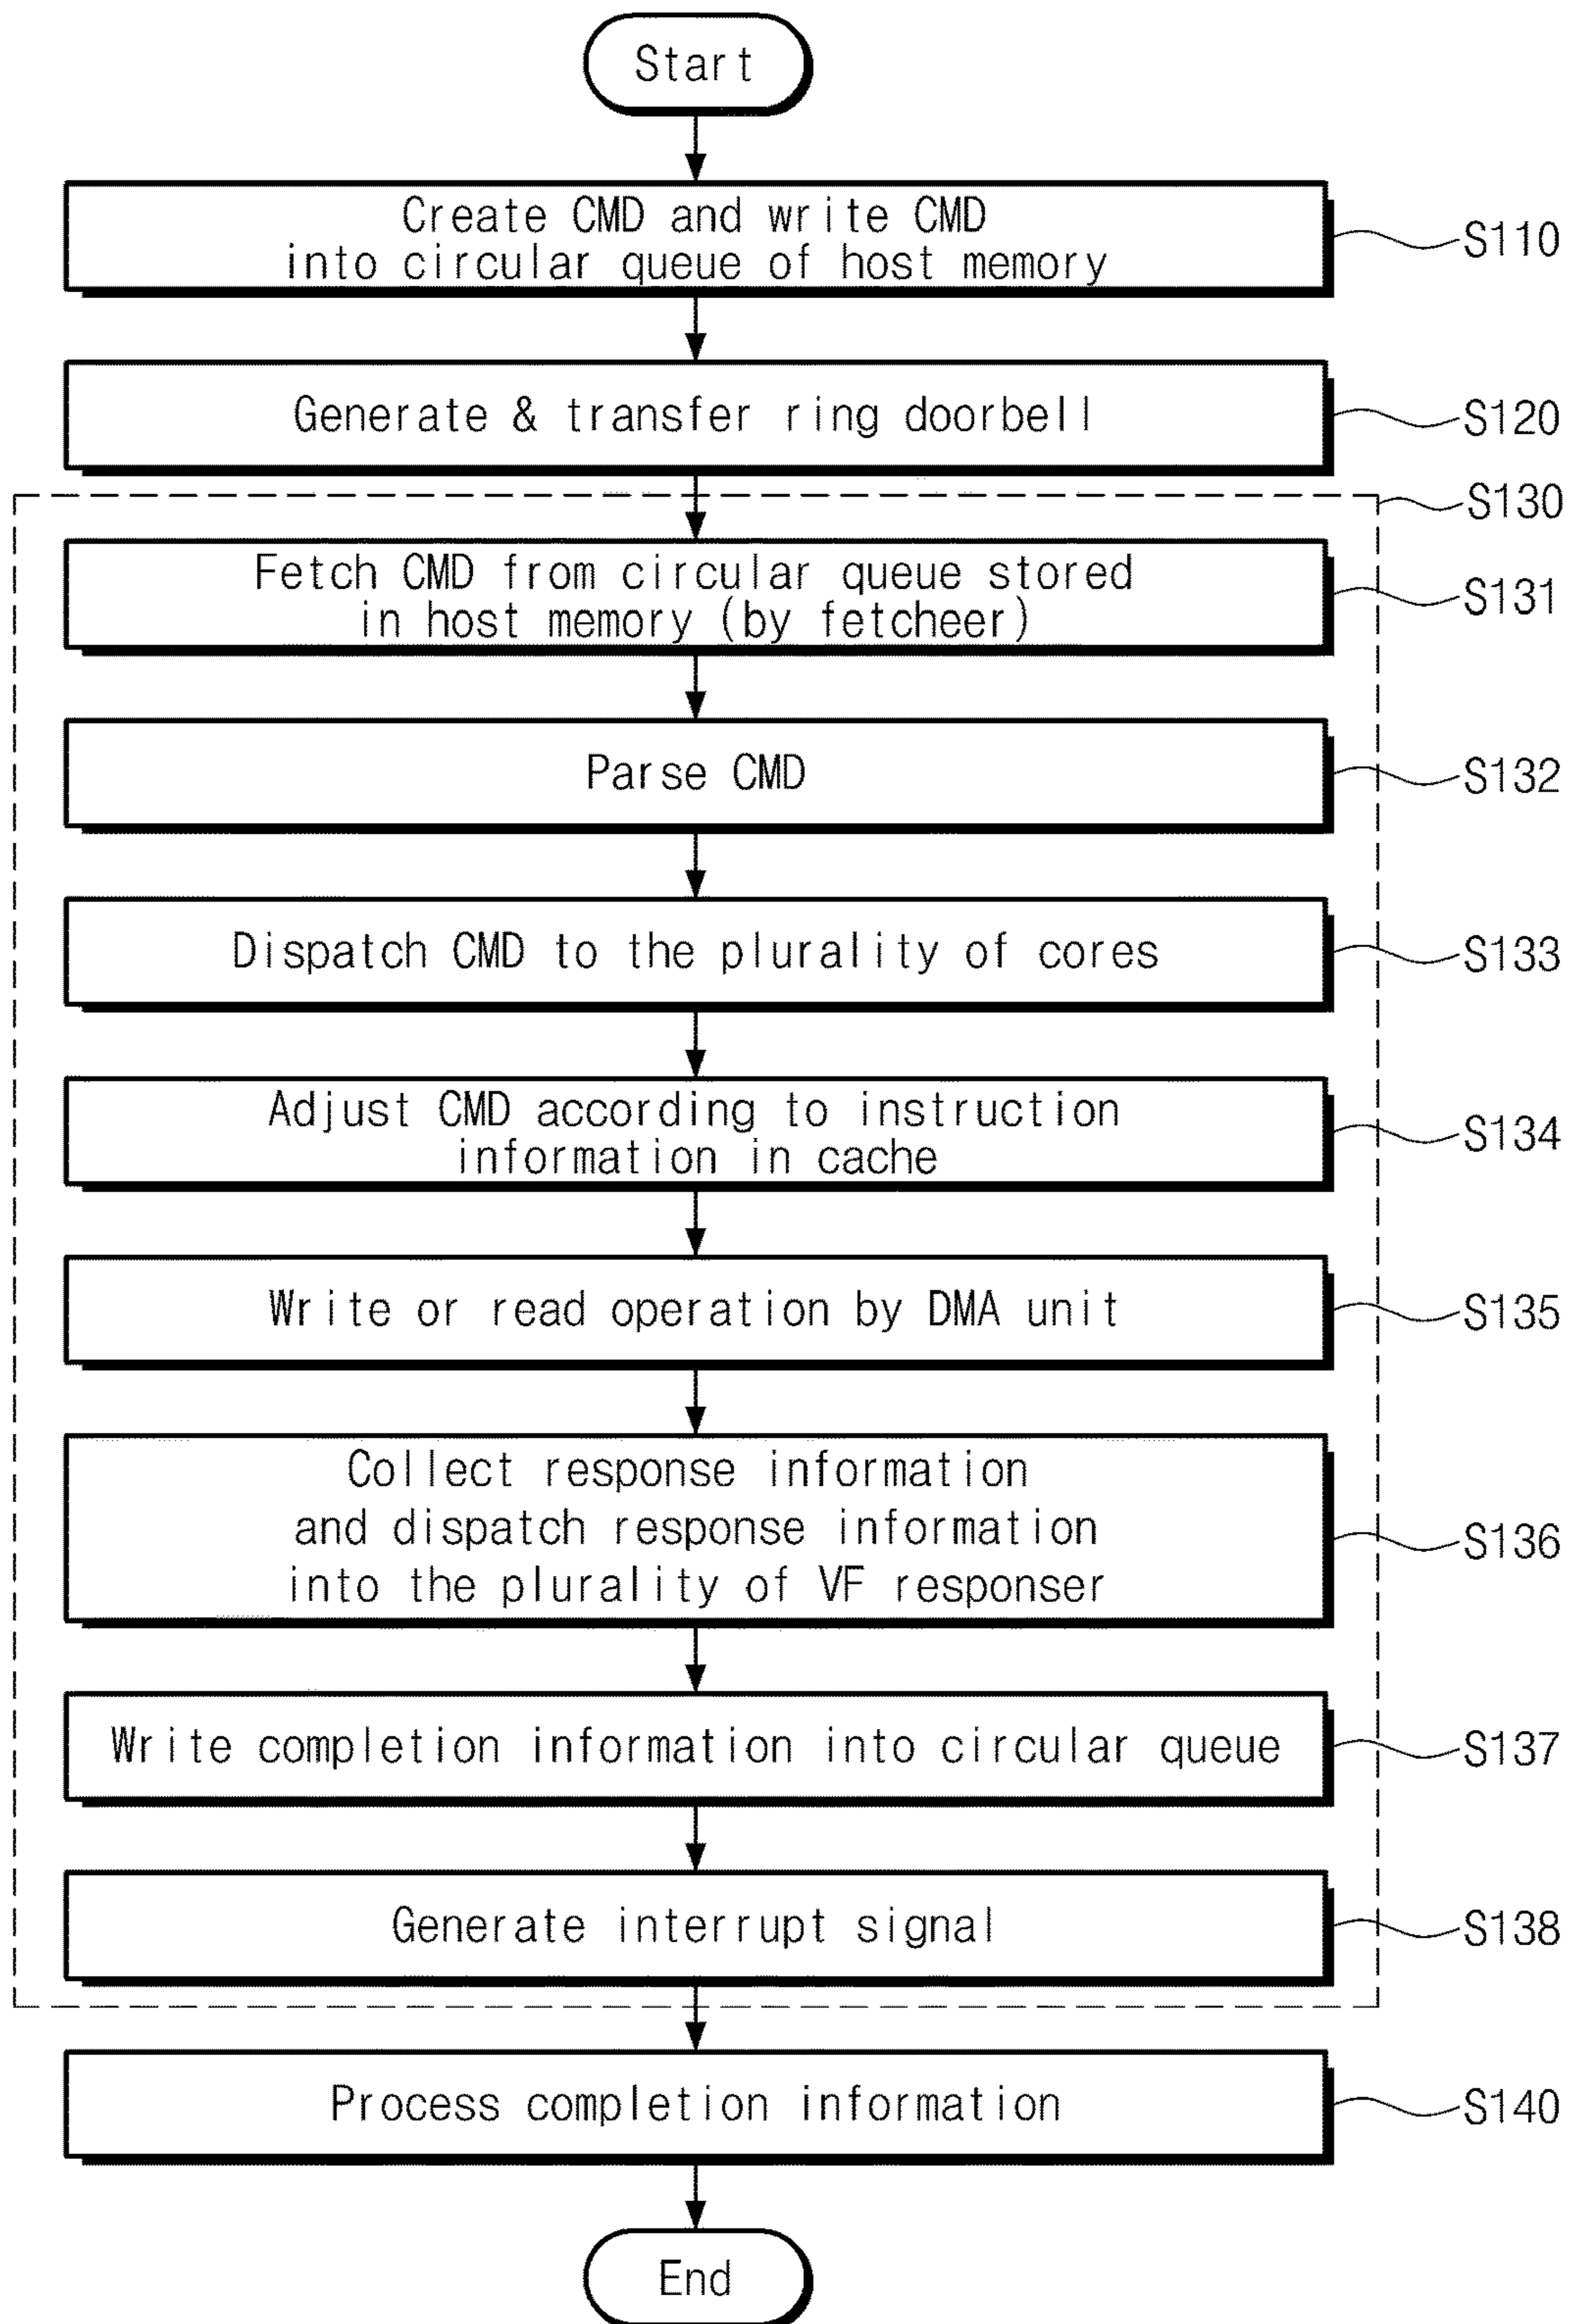 Start
Create CMD and write CMD
into circular queue of host memory
S110
Generate & transfer ring doorbell
S120
S130
Fetch CMD from circular queue stored
in host memory (by fetcheer)
S131
Parse CMD
S132
Dispatch CMD to the plurality of cores
S133
Adjust CMD according to instruction
information in cache
S134
Write or read operation by DMA unit
S135
Collect response information
and dispatch response information
into the plurality of VF responser
S136
Write completion information into circular queue
S137
Generate interrupt signal
S138
Process completion information
S140
End